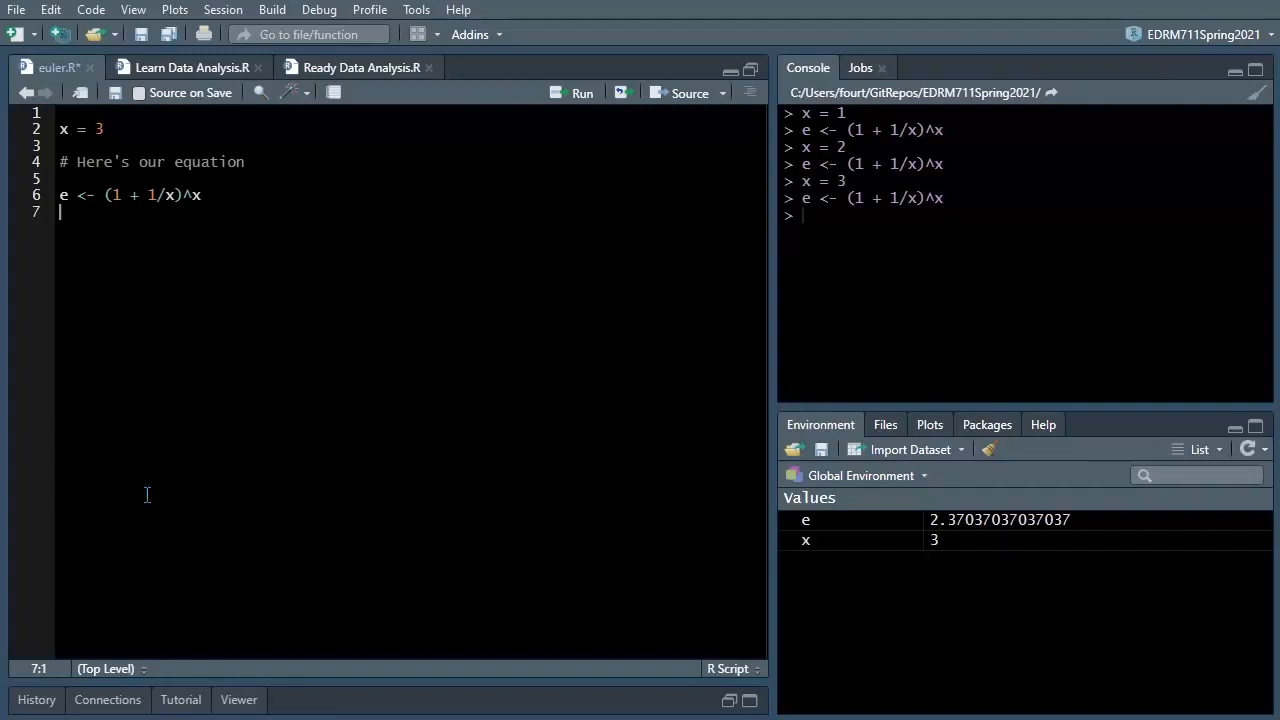 File Edit Code View Plots Session Build Debug Profile Tools Help
Go to file/function Addins EDRM711Spring2021
euler.R* Learn Data Analysis.R Ready Data Analysis.R
Source on Save Run Source
1
2 x = 3
3
4 # Here's our equation
5
6 e <- (1 + 1/x)^x
7
7:1 (Top Level) R Script
History Connections Tutorial Viewer
Console Jobs
C:/Users/fourt/GitRepos/EDRM711Spring2021/
> x = 1
> e <- (1 + 1/x)^x
> x = 2
> e <- (1 + 1/x)^x
> x = 3
> e <- (1 + 1/x)^x
>
Environment Files Plots Packages Help
Import Dataset List
Global Environment
Values
e 2.37037037037037
x 3